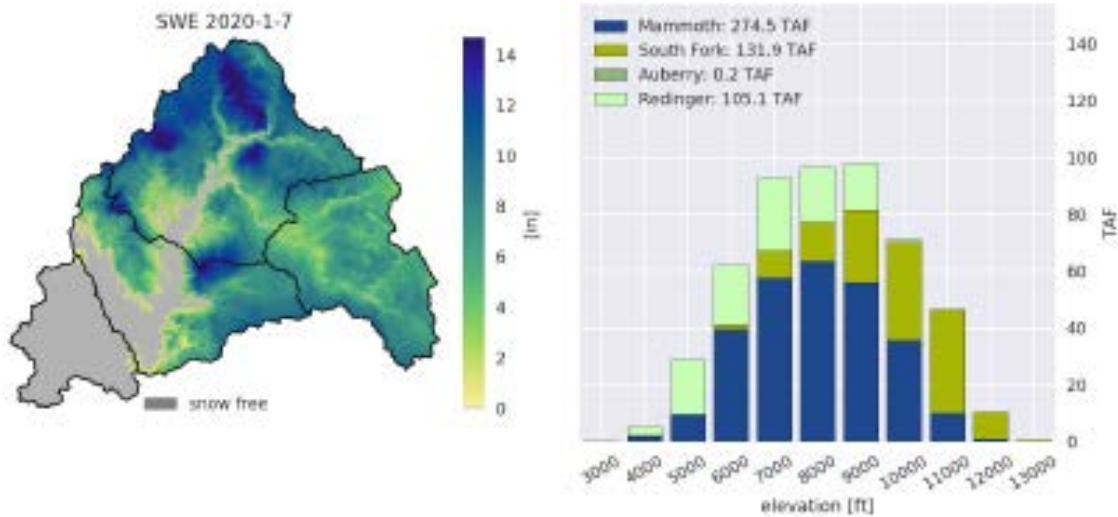 SWE 2020-1-7
14
12
10
8
6
4
2
0
[in]
snow free
Mammoth: 274.5 TAF
South Fork: 131.9 TAF
Auberry: 0.2 TAF
Redinger: 105.1 TAF
140
120
100
80
60
40
20
0
TAF
3000 4000 5000 6000 7000 8000 9000 10000 11000 12000 13000
elevation [ft]